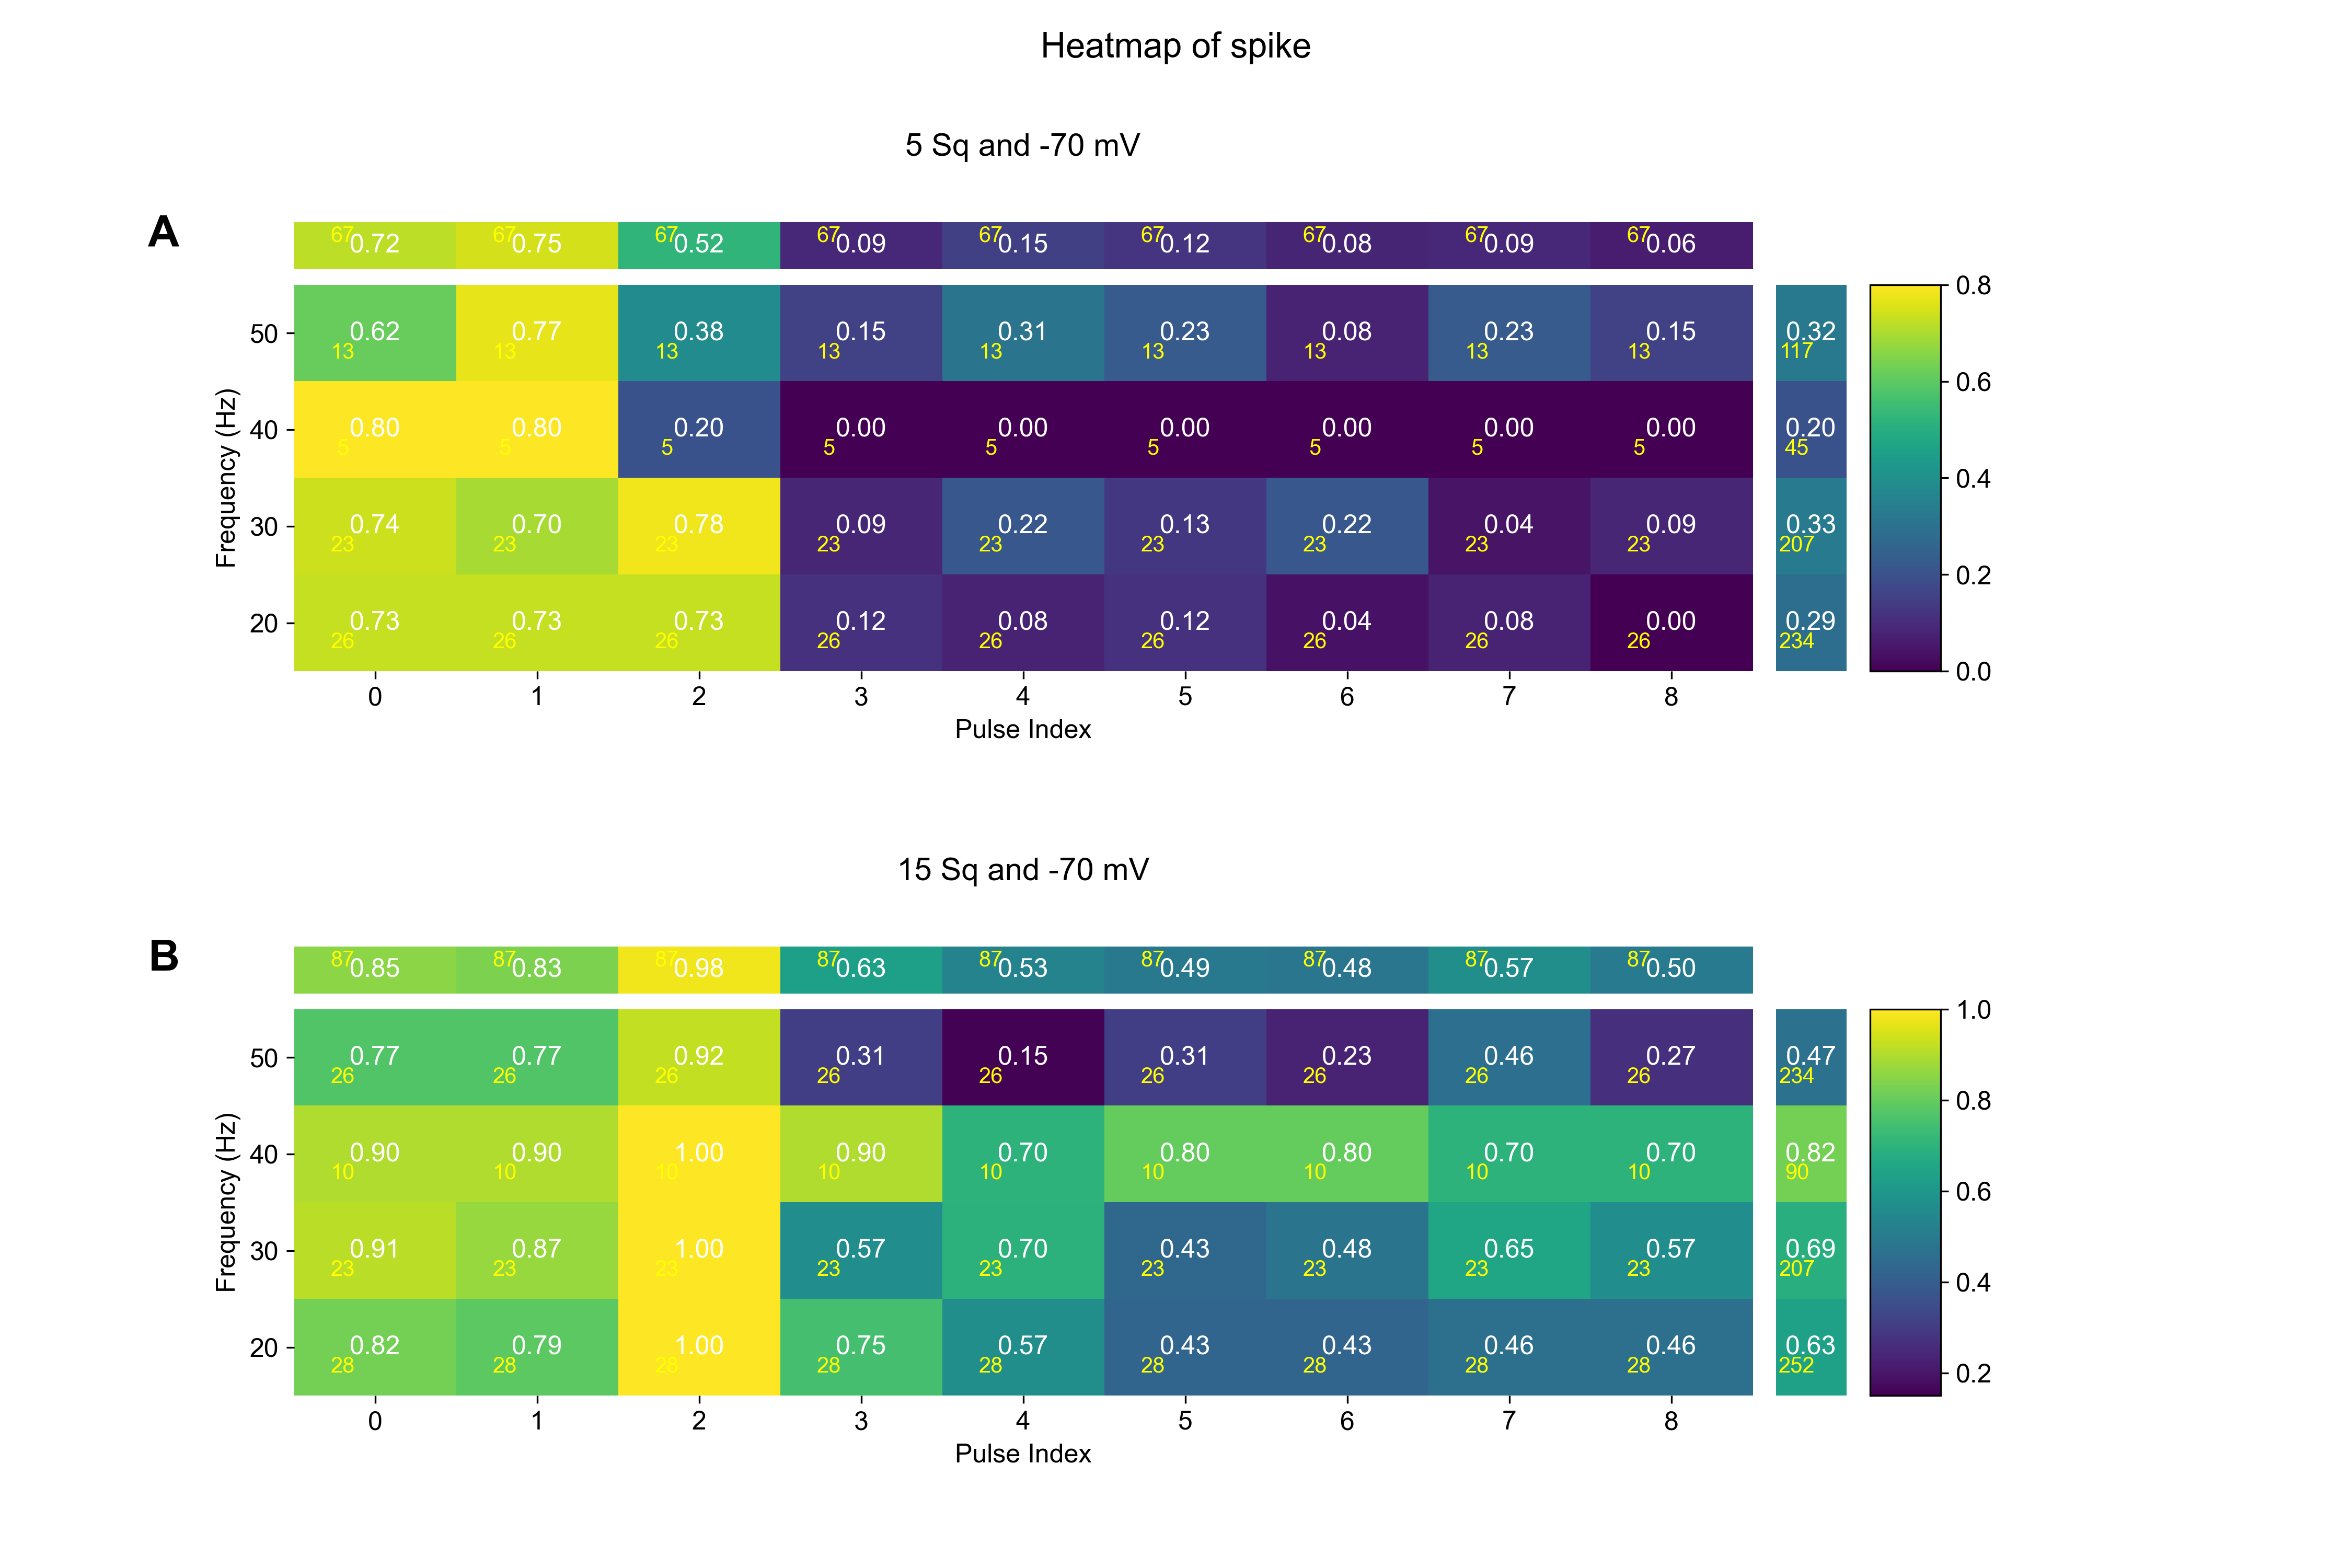 Heatmap of spike
5 Sq and -70 mV
A
67 0.72 67 0.75 67 0.52 67 0.09 67 0.15 67 0.12 67 0.08 67 0.09 67 0.06
50 0.62 0.77 0.38 0.15 0.31 0.23 0.08 0.23 0.15 0.32
13 13 13 13 13 13 13 13 13 117
40 0.80 0.80 0.20 0.00 0.00 0.00 0.00 0.00 0.00 0.20
5 5 5 5 5 5 5 5 5 45
30 0.74 0.70 0.78 0.09 0.22 0.13 0.22 0.04 0.09 0.33
23 23 23 23 23 23 23 23 23 207
20 0.73 0.73 0.73 0.12 0.08 0.12 0.04 0.08 0.00 0.29
26 26 26 26 26 26 26 26 26 234
0 1 2 3 4 5 6 7 8
Pulse Index
Frequency (Hz)
0.8
0.6
0.4
0.2
0.0
15 Sq and -70 mV
B
87 0.85 87 0.83 87 0.98 87 0.63 87 0.53 87 0.49 87 0.48 87 0.57 87 0.50
50 0.77 0.77 0.92 0.31 0.15 0.31 0.23 0.46 0.27 0.47
26 26 26 26 26 26 26 26 26 234
40 0.90 0.90 1.00 0.90 0.70 0.80 0.80 0.70 0.70 0.82
10 10 10 10 10 10 10 10 10 90
30 0.91 0.87 1.00 0.57 0.70 0.43 0.48 0.65 0.57 0.69
23 23 23 23 23 23 23 23 23 207
20 0.82 0.79 1.00 0.75 0.57 0.43 0.43 0.46 0.46 0.63
28 28 28 28 28 28 28 28 28 252
0 1 2 3 4 5 6 7 8
Pulse Index
Frequency (Hz)
1.0
0.8
0.6
0.4
0.2